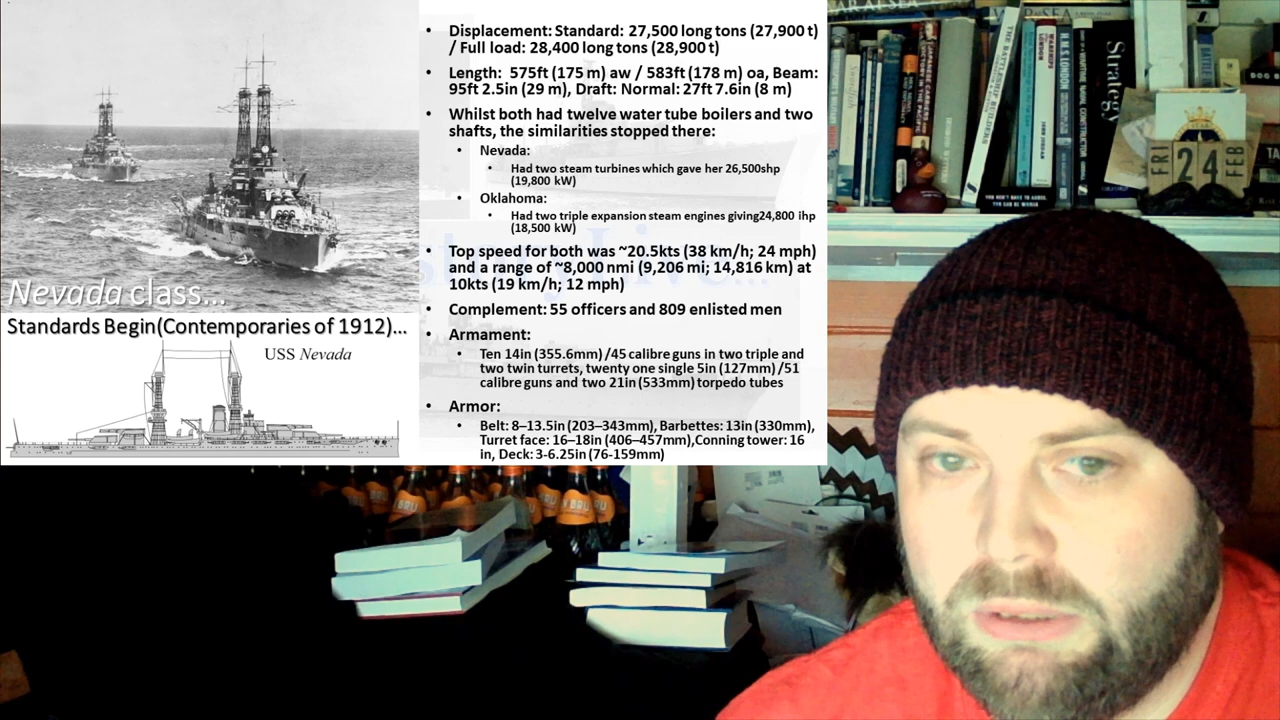 Nevada class...
Standards Begin(Contemporaries of 1912)...
USS Nevada
• Displacement: Standard: 27,500 long tons (27,900 t)
/ Full load: 28,400 long tons (28,900 t)
• Length: 575ft (175 m) aw / 583ft (178 m) oa, Beam:
95ft 2.5in (29 m), Draft: Normal: 27ft 7.6in (8 m)
• Whilst both had twelve water tube boilers and two
shafts, the similarities stopped there:
• Nevada:
• Had two steam turbines which gave her 26,500shp
(19,800 kW)
• Oklahoma:
• Had two triple expansion steam engines giving24,800 ihp
(18,500 kW)
• Top speed for both was ~20.5kts (38 km/h; 24 mph)
and a range of ~8,000 nmi (9,206 mi; 14,816 km) at
10kts (19 km/h; 12 mph)
• Complement: 55 officers and 809 enlisted men
• Armament:
• Ten 14in (355.6mm) /45 calibre guns in two triple and
two twin turrets, twenty one single 5in (127mm) /51
calibre guns and two 21in (533mm) torpedo tubes
• Armor:
• Belt: 8–13.5in (203–343mm), Barbettes: 13in (330mm),
Turret face: 16–18in (406–457mm),Conning tower: 16
in, Deck: 3-6.25in (76-159mm)
Strategy
H.M.S. LONDON
FRI
24
FEB
BRU